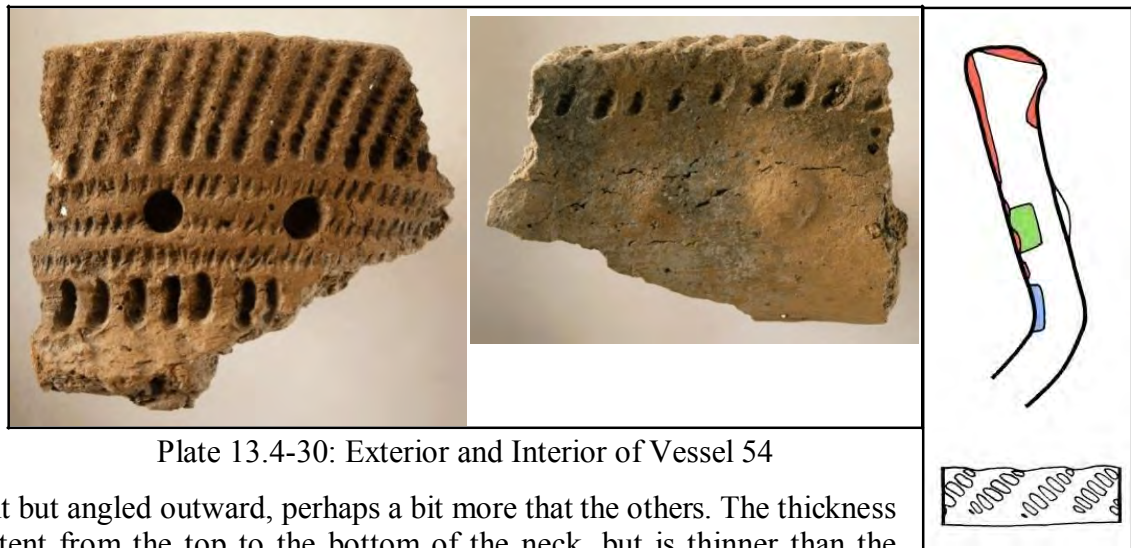 Plate 13.4-30: Exterior and Interior of Vessel 54
but angled outward, perhaps a bit more that the others. The thickness
from the top to the bottom of the neck, but is thinner than the